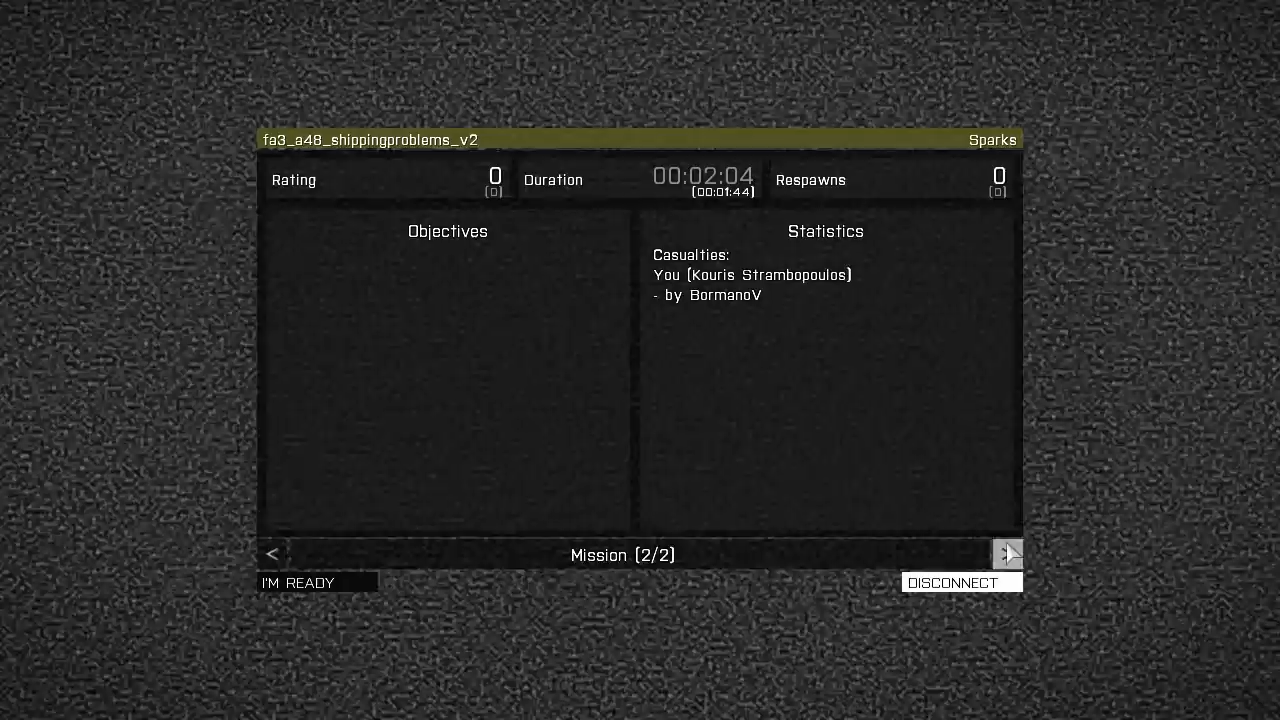 fa3_a48_shippingproblems_v2 Sparks
Rating 0 Duration 00:02:04 Respawns 0
(0) (00:01:44) (0)
Objectives Statistics
Casualties:
You (Kouris Strambopoulos)
- by BormanoV
< Mission (2/2) >
I'M READY DISCONNECT